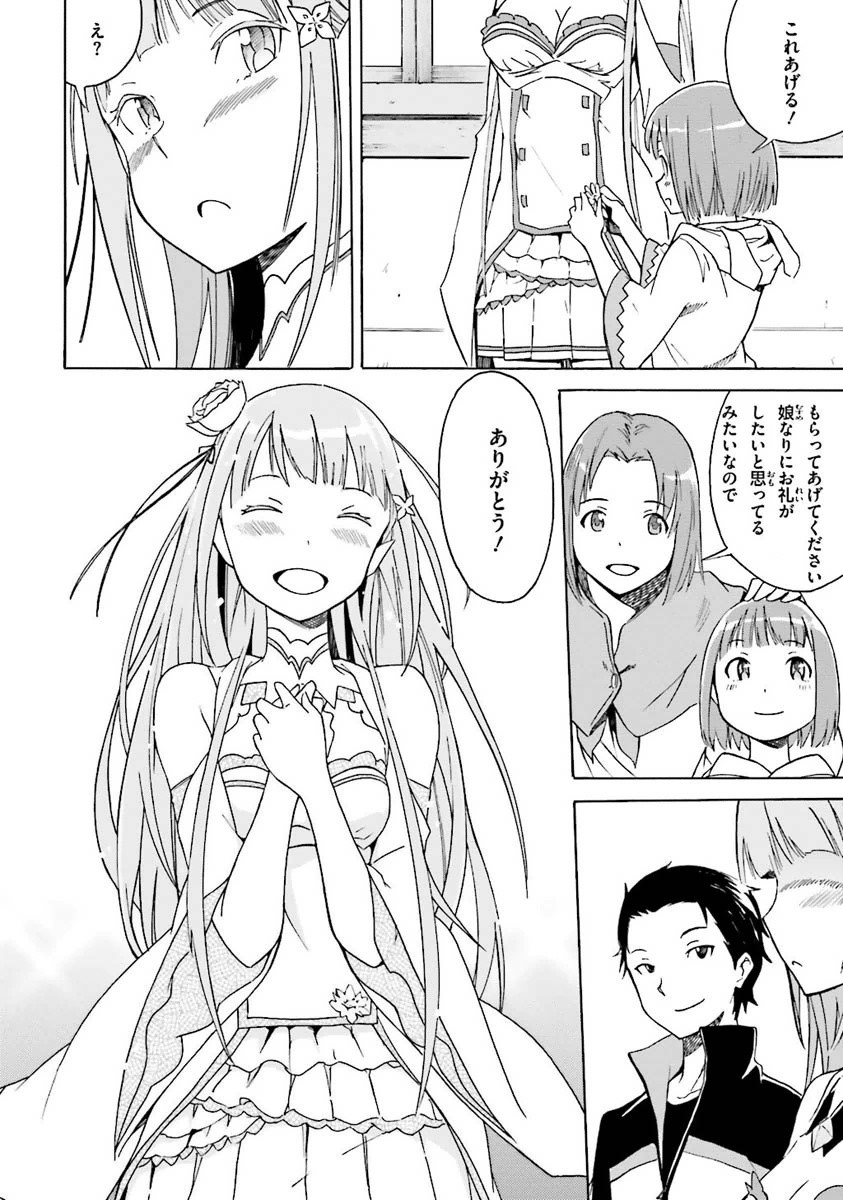 これあげる!
え?
もらってあげてください
娘なりにお礼が
したいと思ってる
みたいなので
ありがとう!